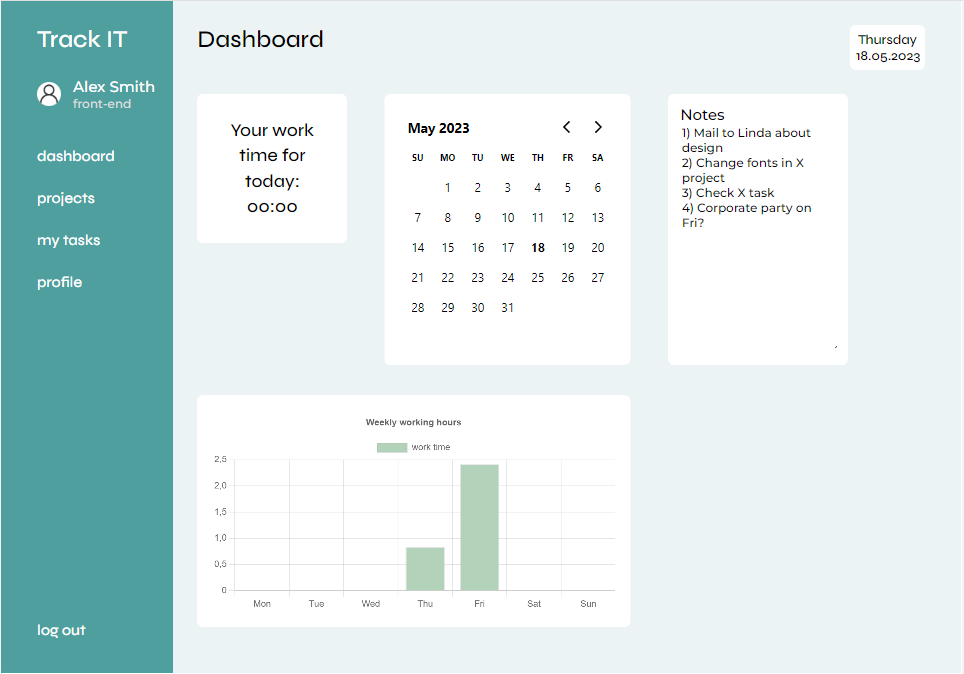 Track IT
Alex Smith
front-end
dashboard
projects
my tasks
profile
log out
Dashboard
Thursday
18.05.2023
Your work
time for
today:
00:00
May 2023
SU MO TU WE TH FR SA
1 2 3 4 5 6
7 8 9 10 11 12 13
14 15 16 17 18 19 20
21 22 23 24 25 26 27
28 29 30 31
Notes
1) Mail to Linda about
design
2) Change fonts in X
project
3) Check X task
4) Corporate party on
Fri?
Weekly working hours
work time
2,5
2,0
1,5
1,0
0,5
0
Mon Tue Wed Thu Fri Sat Sun